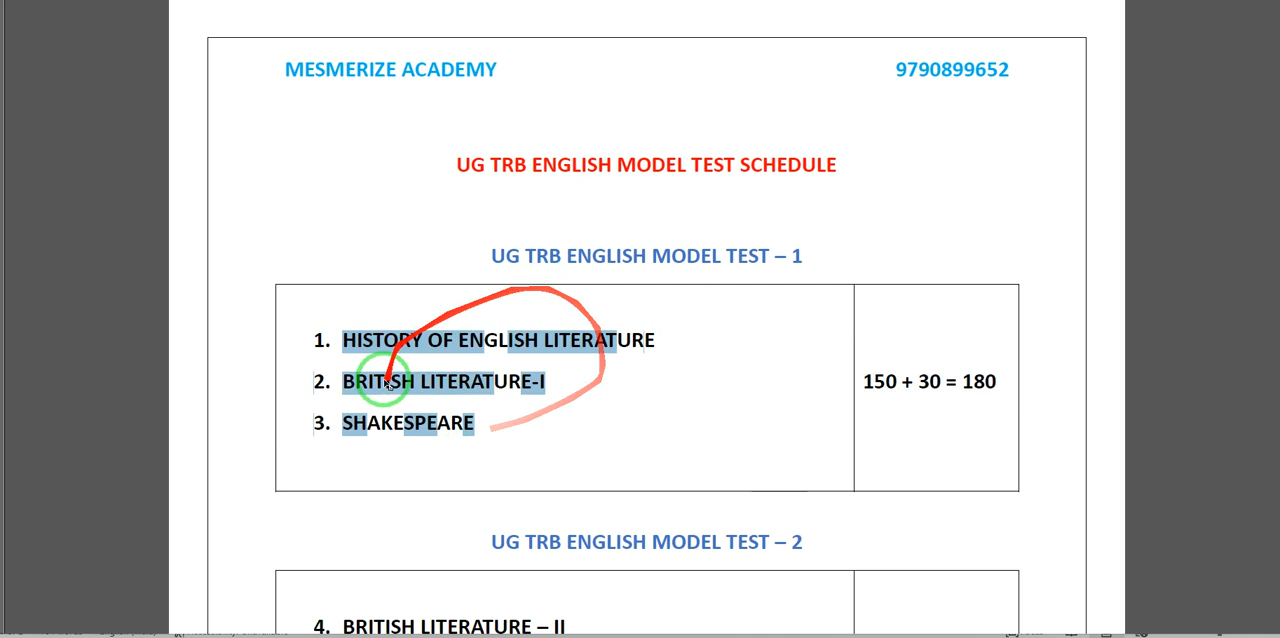 MESMERIZE ACADEMY 9790899652
UG TRB ENGLISH MODEL TEST SCHEDULE
UG TRB ENGLISH MODEL TEST – 1
1. HISTORY OF ENGLISH LITERATURE
2. BRITISH LITERATURE-I
3. SHAKESPEARE
150 + 30 = 180
UG TRB ENGLISH MODEL TEST – 2
4. BRITISH LITERATURE – II